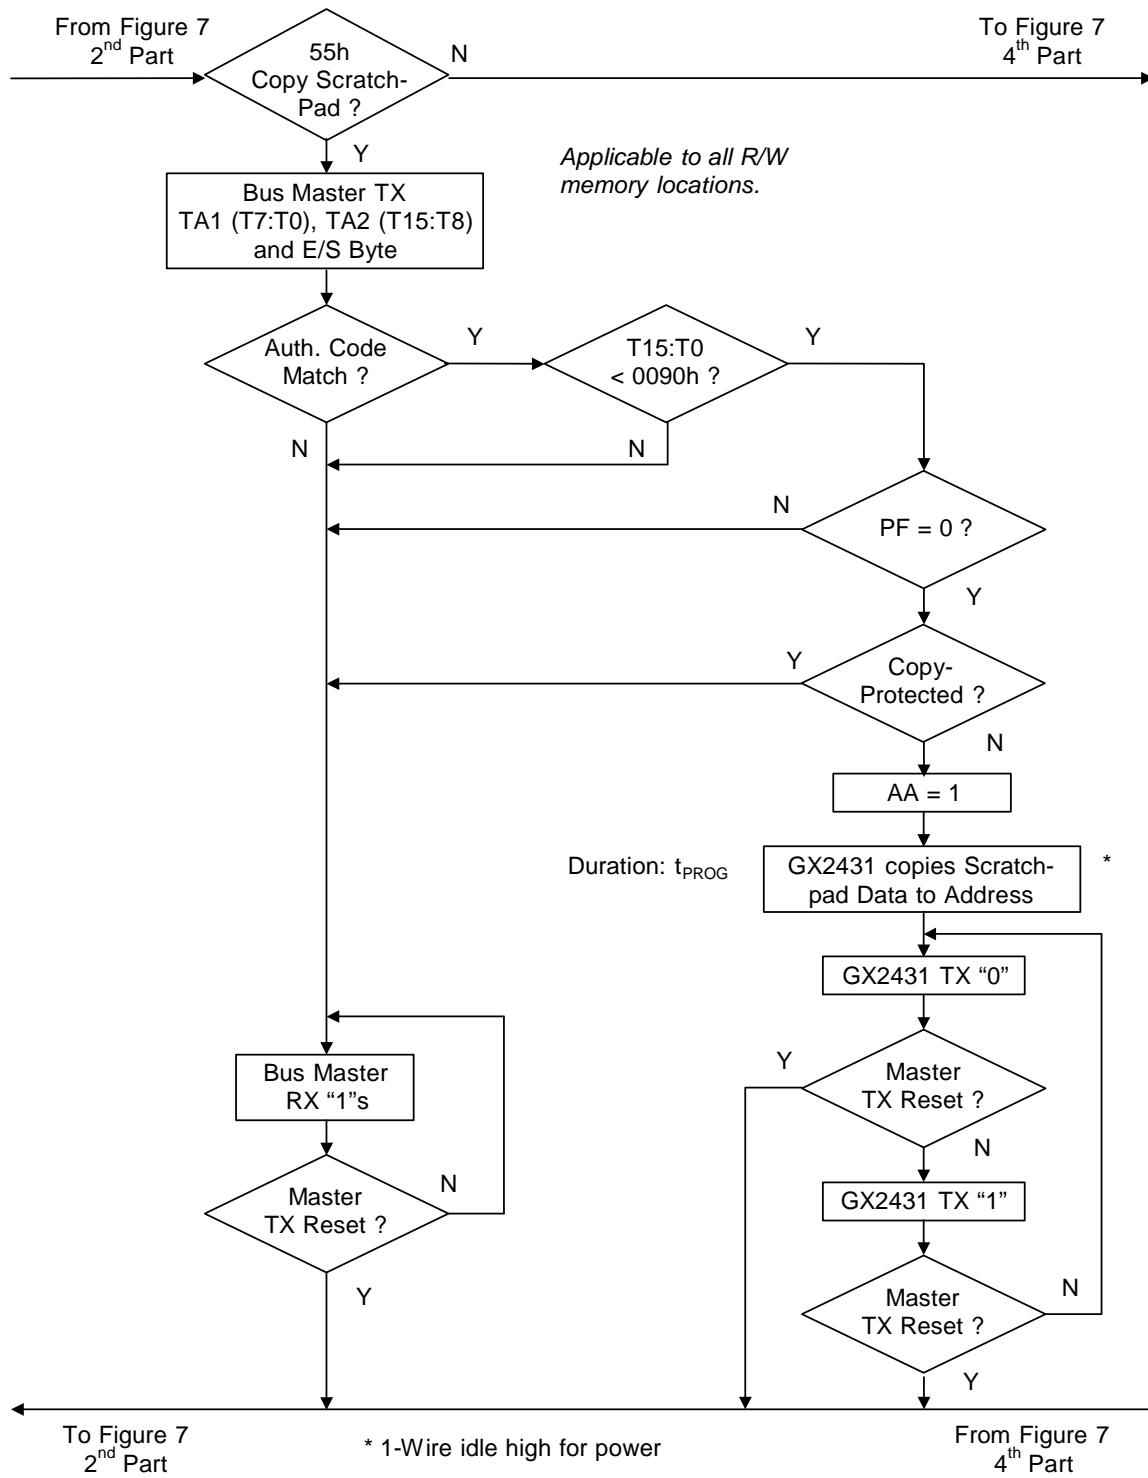 From Figure 7
2nd Part
To Figure 7
4th Part
55h
Copy Scratch-
Pad ?
N
Y
Applicable to all R/W
memory locations.
Bus Master TX
TA1 (T7:T0), TA2 (T15:T8)
and E/S Byte
Auth. Code
Match ?
Y
T15:T0
< 0090h ?
Y
N
N
N
PF = 0 ?
Y
Y
Copy-
Protected ?
N
AA = 1
Duration: tPROG
GX2431 copies Scratch-
pad Data to Address
*
GX2431 TX “0”
Y
Master
TX Reset ?
N
Bus Master
RX “1”s
GX2431 TX “1”
Master
TX Reset ?
N
Y
Master
TX Reset ?
N
Y
To Figure 7
2nd Part
* 1-Wire idle high for power
From Figure 7
4th Part